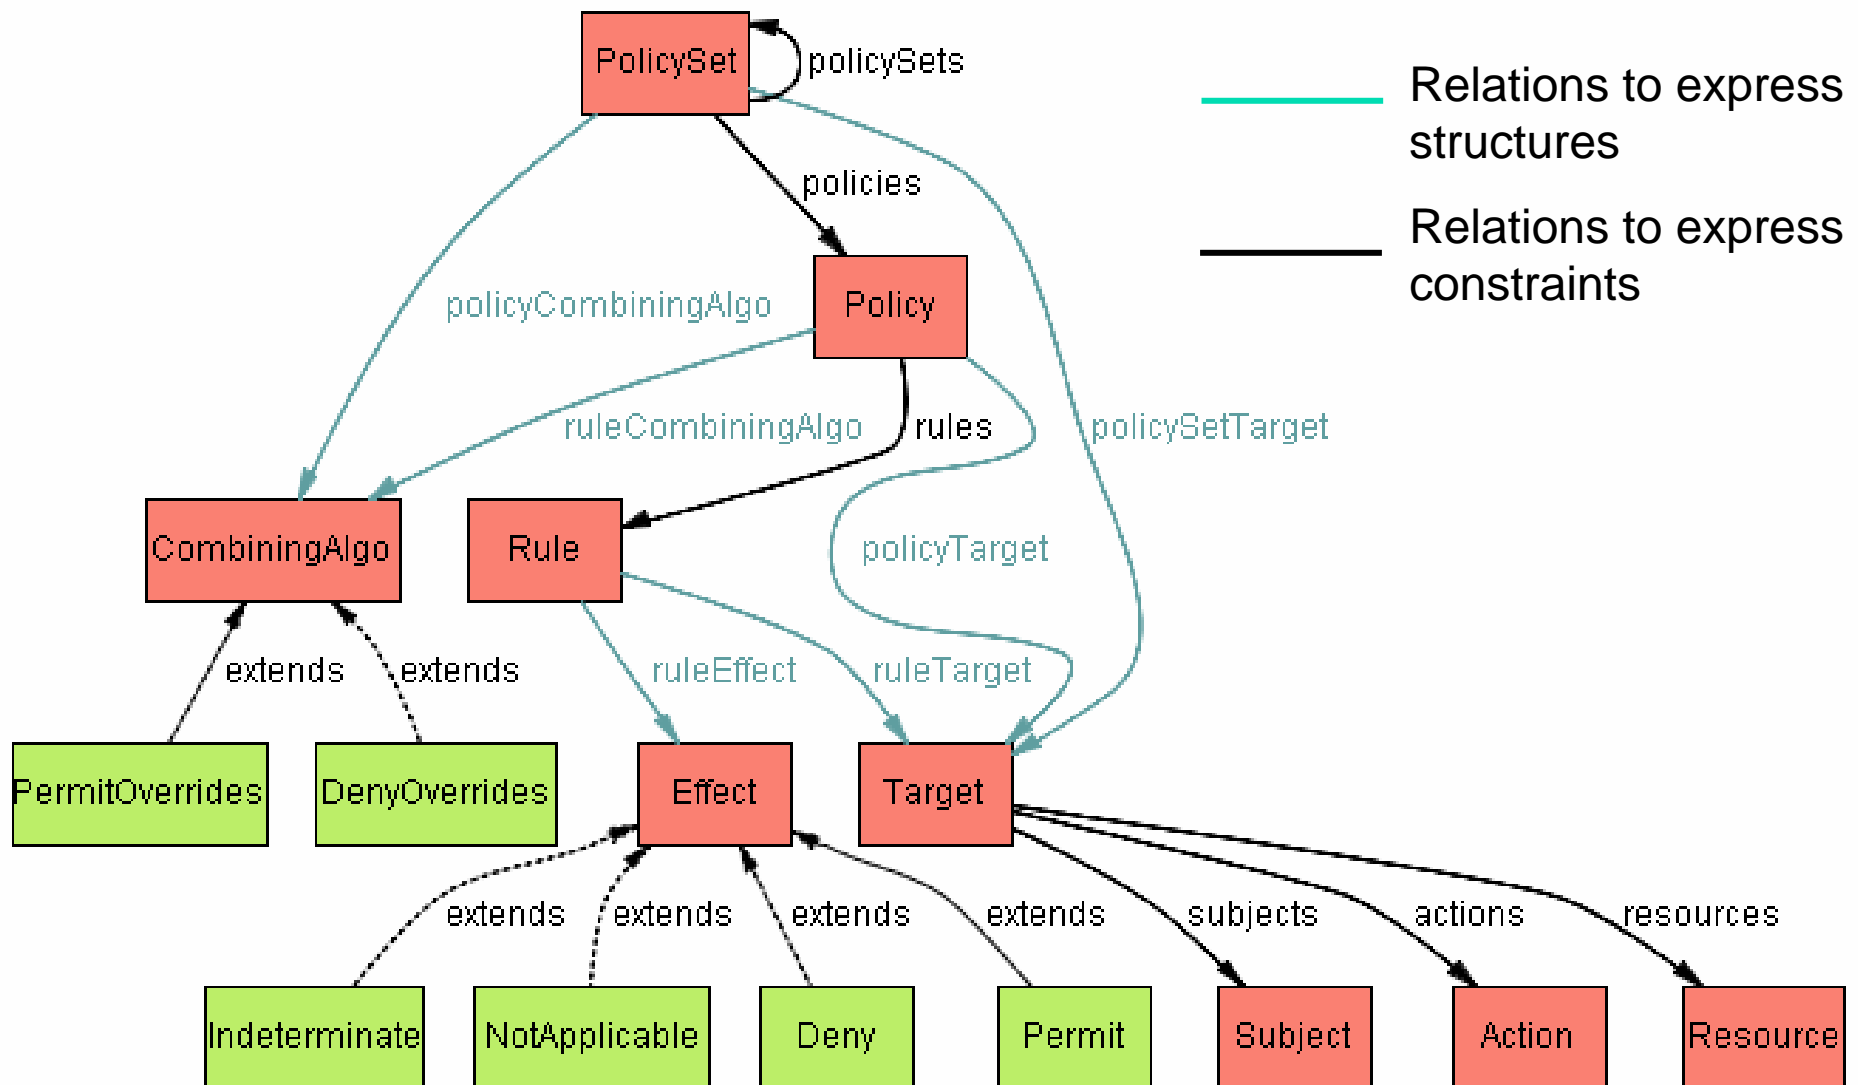 PolicySet
policySets
Relations to express
structures
policies
Relations to express
constraints
policyCombiningAlgo
Policy
ruleCombiningAlgo
rules
policySetTarget
CombiningAlgo
Rule
policyTarget
extends
extends
ruleEffect
ruleTarget
PermitOverrides
DenyOverrides
Effect
Target
extends
extends
extends
extends
subjects
actions
resources
Indeterminate
NotApplicable
Deny
Permit
Subject
Action
Resource